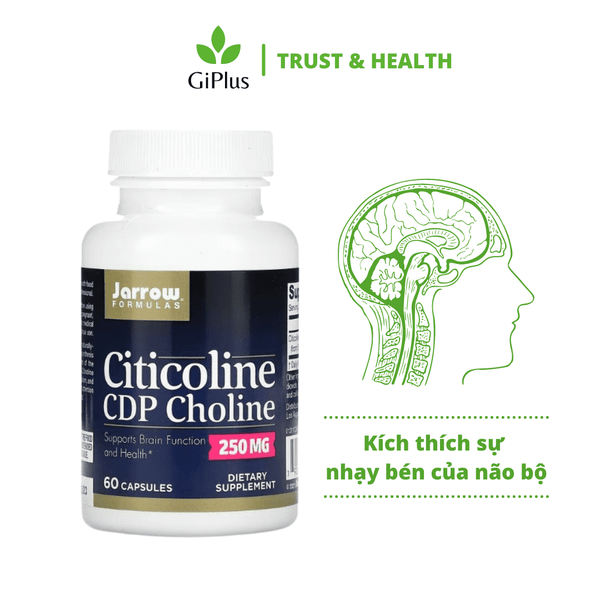 GiPlus
TRUST & HEALTH
Jarrow
FORMULAS
Citicoline
CDP Choline
Supports Brain Function
and Health*
250 MG
60 CAPSULES
DIETARY
SUPPLEMENT
Kích thích sự
nhạy bén của não bộ